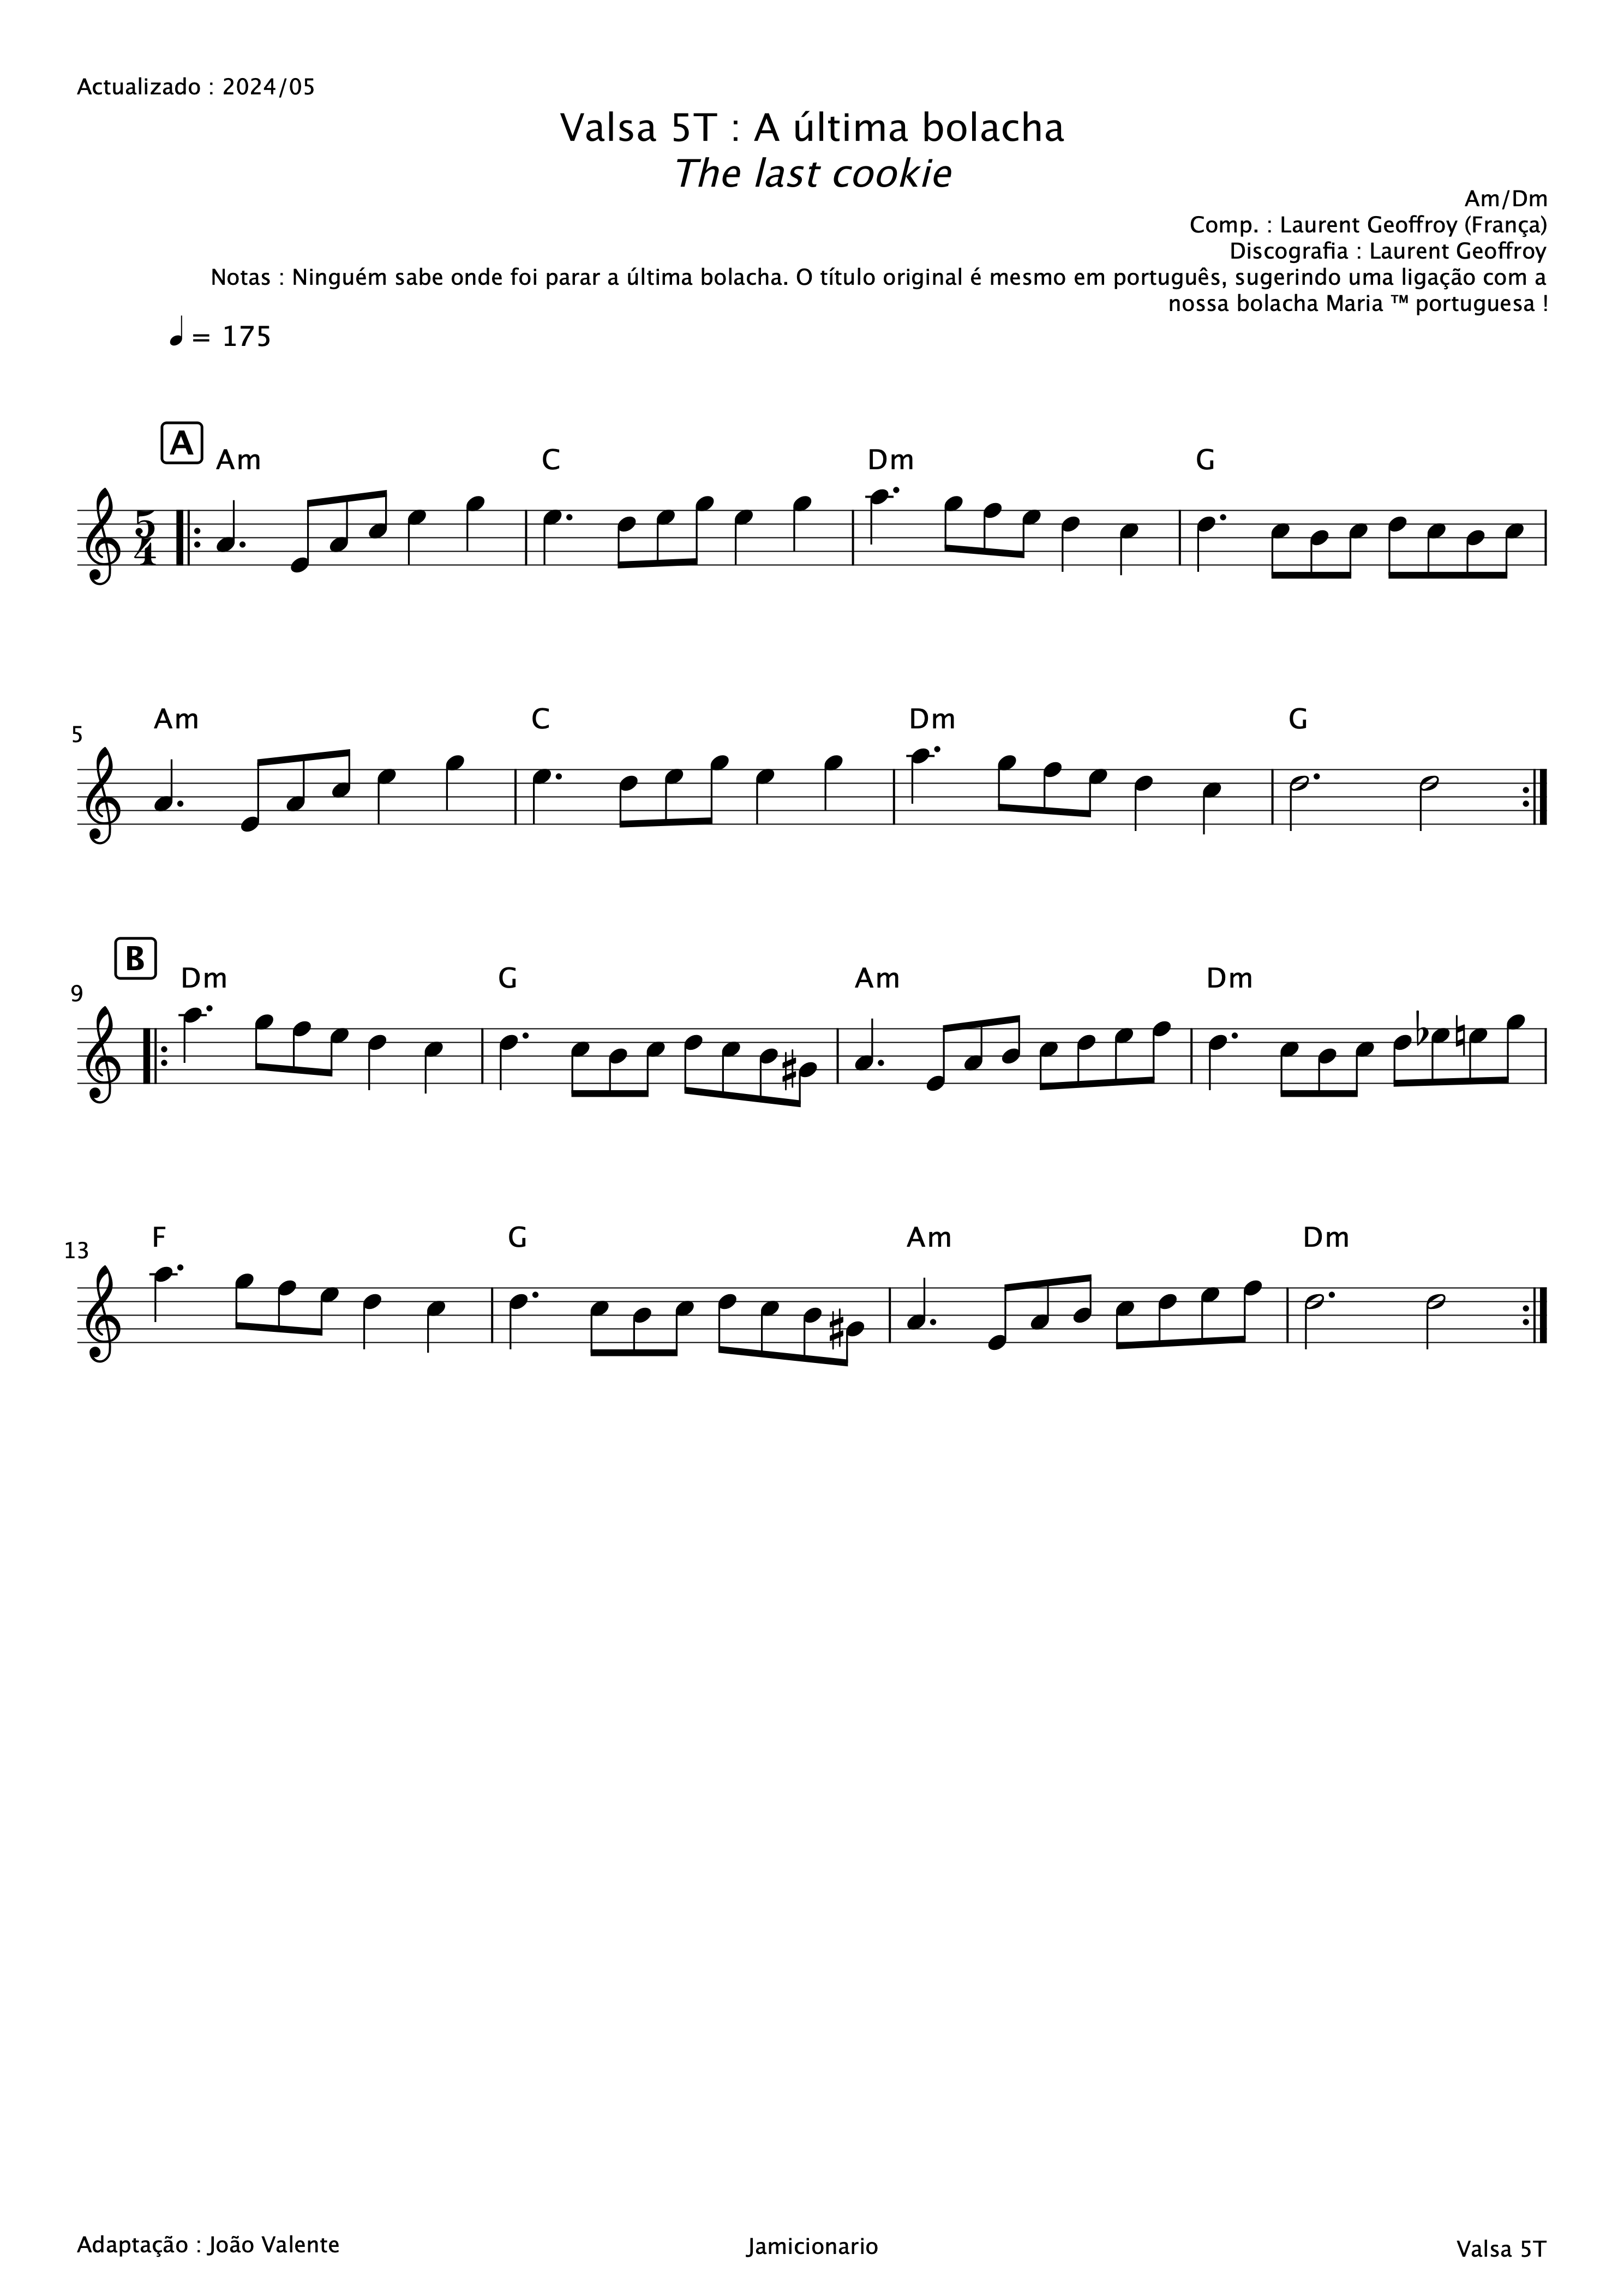 Actualizado : 2024/05
Valsa 5T : A última bolacha
The last cookie
Am/Dm
Comp. : Laurent Geoffroy (França)
Discografia : Laurent Geoffroy
Notas : Ninguém sabe onde foi parar a última bolacha. O título original é mesmo em português, sugerindo uma ligação com a
nossa bolacha Maria ™ portuguesa !
= 175
A
Am C Dm G
5 4
5
Am C Dm G
B
9
Dm G Am Dm
13
F G Am Dm
Adaptação : João Valente
Jamicionario
Valsa 5T